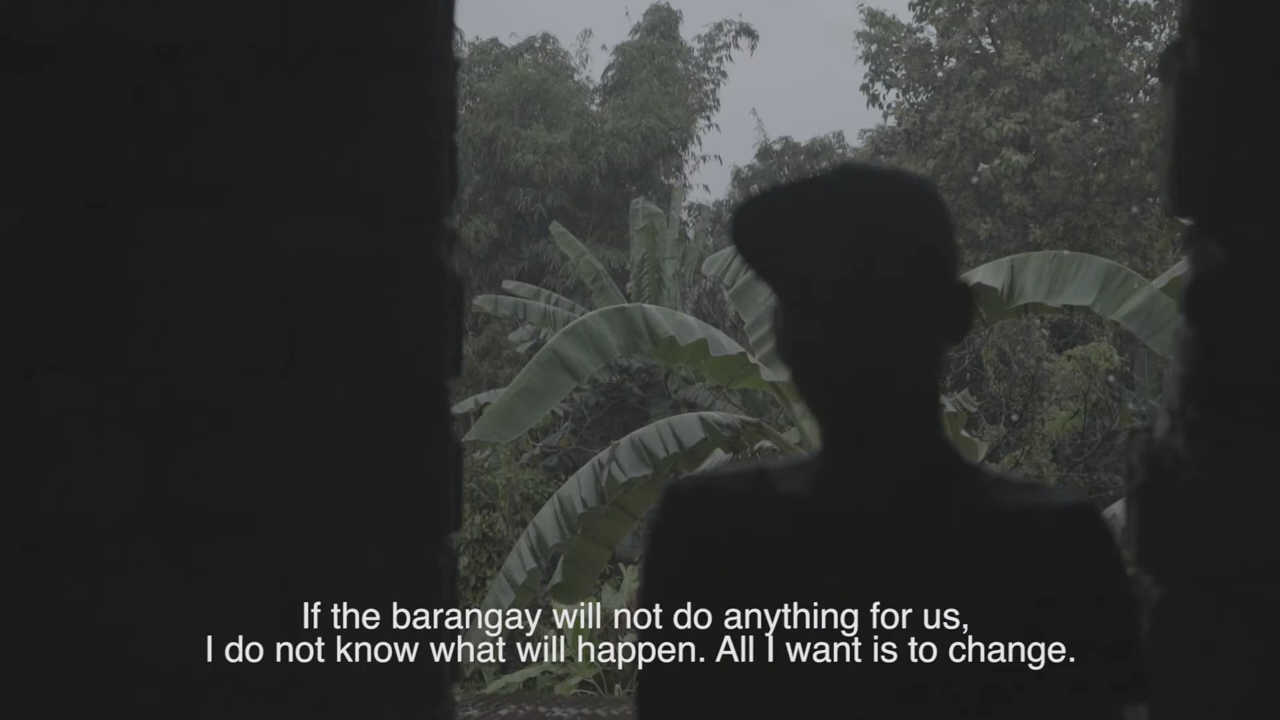 If the barangay will not do anything for us,
I do not know what will happen. All I want is to change.